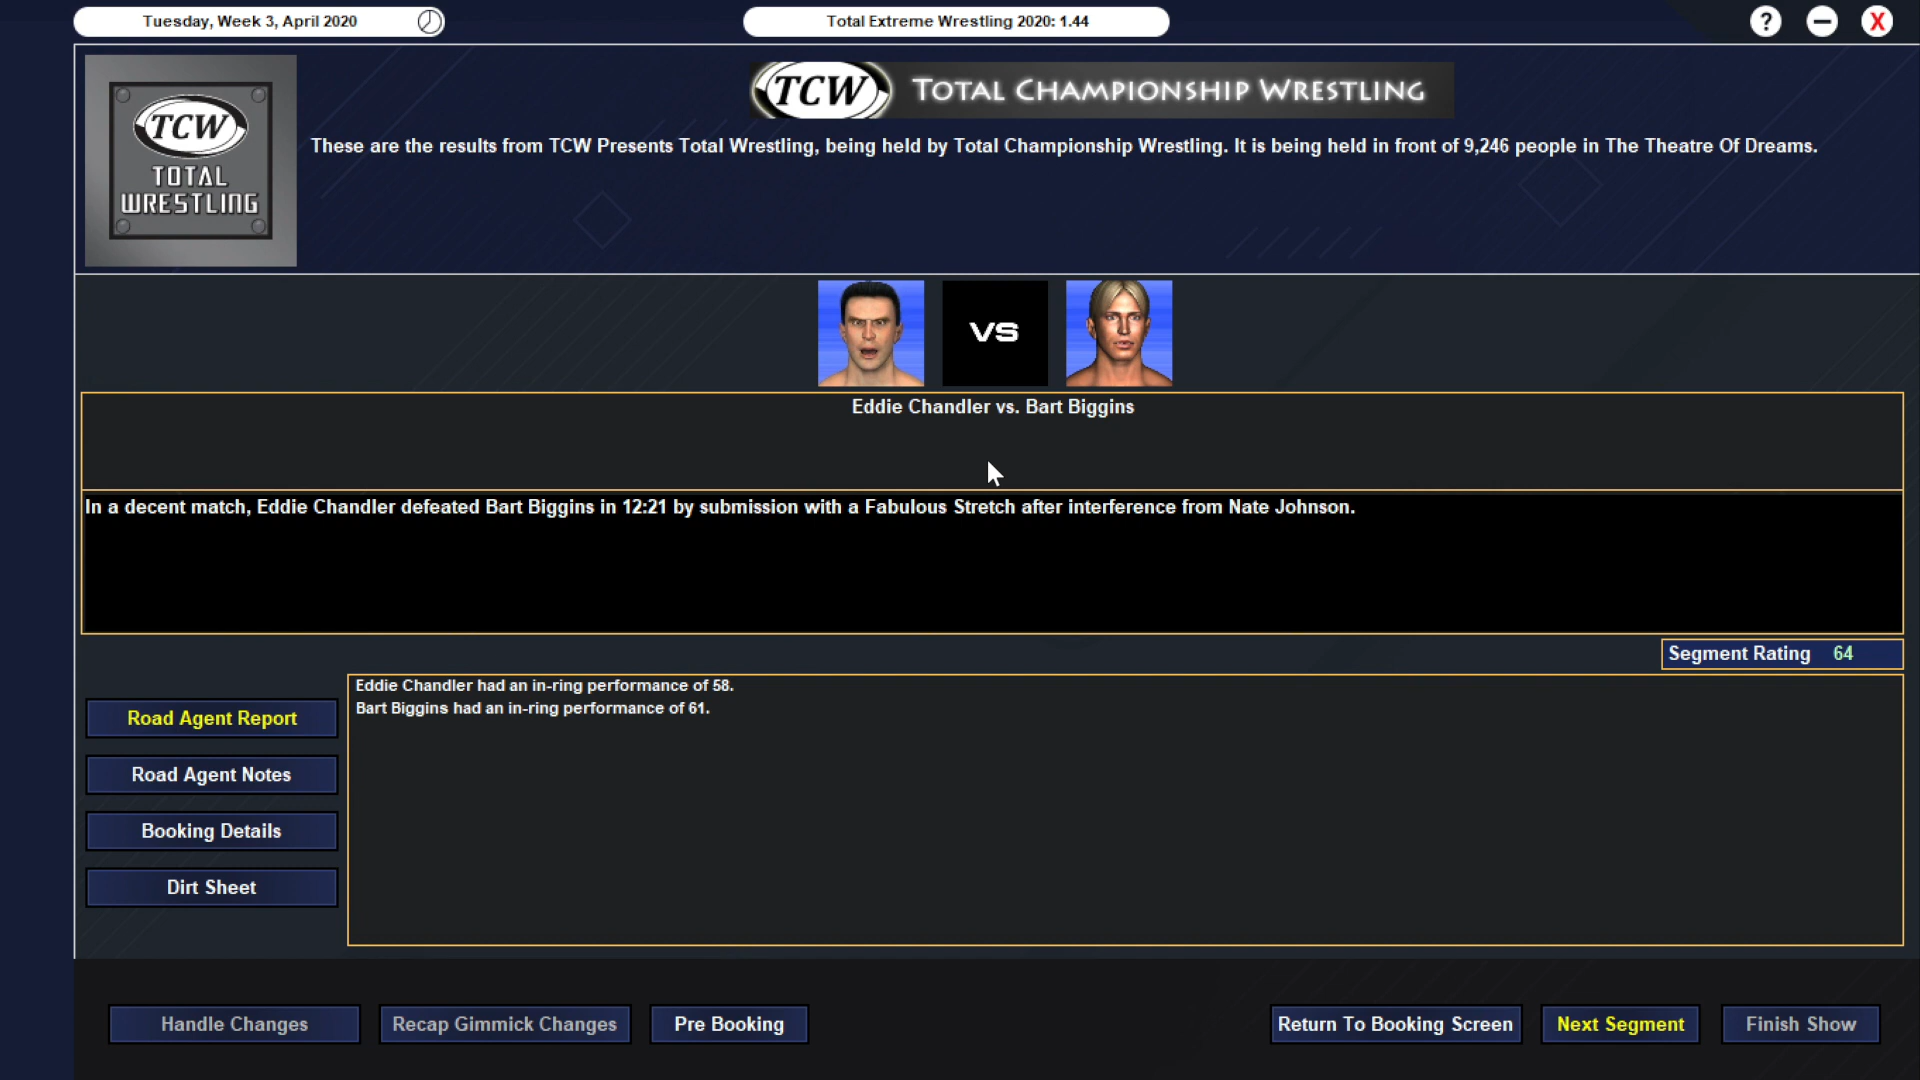 Tuesday, Week 3, April 2020
Total Extreme Wrestling 2020: 1.44
?
X
TCW
TOTAL
WRESTLING
TCW TOTAL CHAMPIONSHIP WRESTLING
These are the results from TCW Presents Total Wrestling, being held by Total Championship Wrestling. It is being held in front of 9,246 people in The Theatre Of Dreams.
VS
Eddie Chandler vs. Bart Biggins
In a decent match, Eddie Chandler defeated Bart Biggins in 12:21 by submission with a Fabulous Stretch after interference from Nate Johnson.
Segment Rating 64
Eddie Chandler had an in-ring performance of 58.
Bart Biggins had an in-ring performance of 61.
Road Agent Report
Road Agent Notes
Booking Details
Dirt Sheet
Handle Changes
Recap Gimmick Changes
Pre Booking
Return To Booking Screen
Next Segment
Finish Show